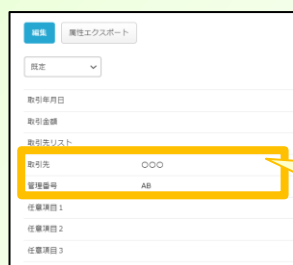 編集 属性エクスポート
既定
取引年月日
取引金額
取引先リスト
取引先 〇〇〇
管理番号 AB
任意項目1
任意項目2
任意項目3